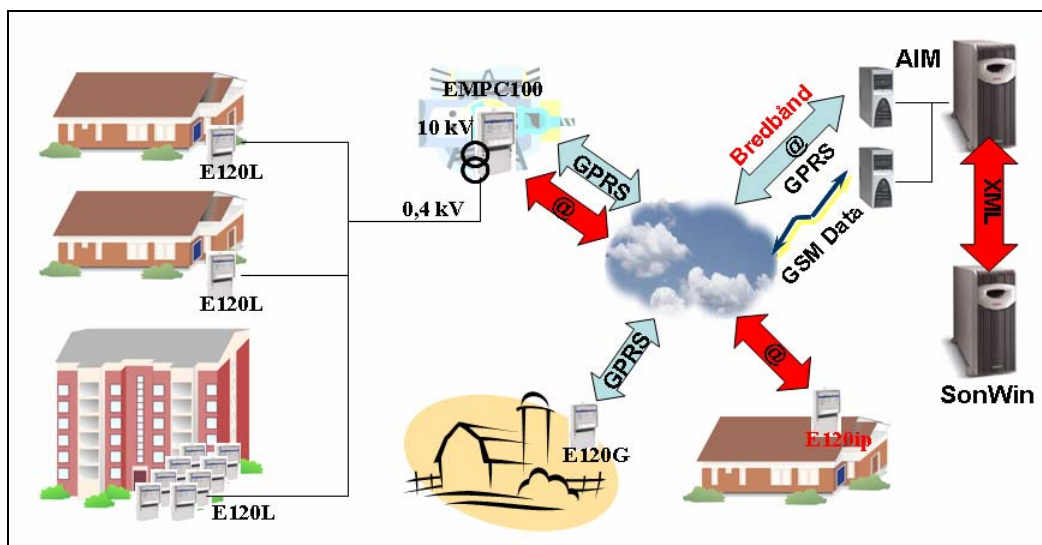 E120L
E120L
E120L
EMPC100
10 kV
0,4 kV
GPRS
@
Bredbånd
@
GPRS
GSM Data
AIM
XML
SonWin
GPRS
E120G
@
E120ip